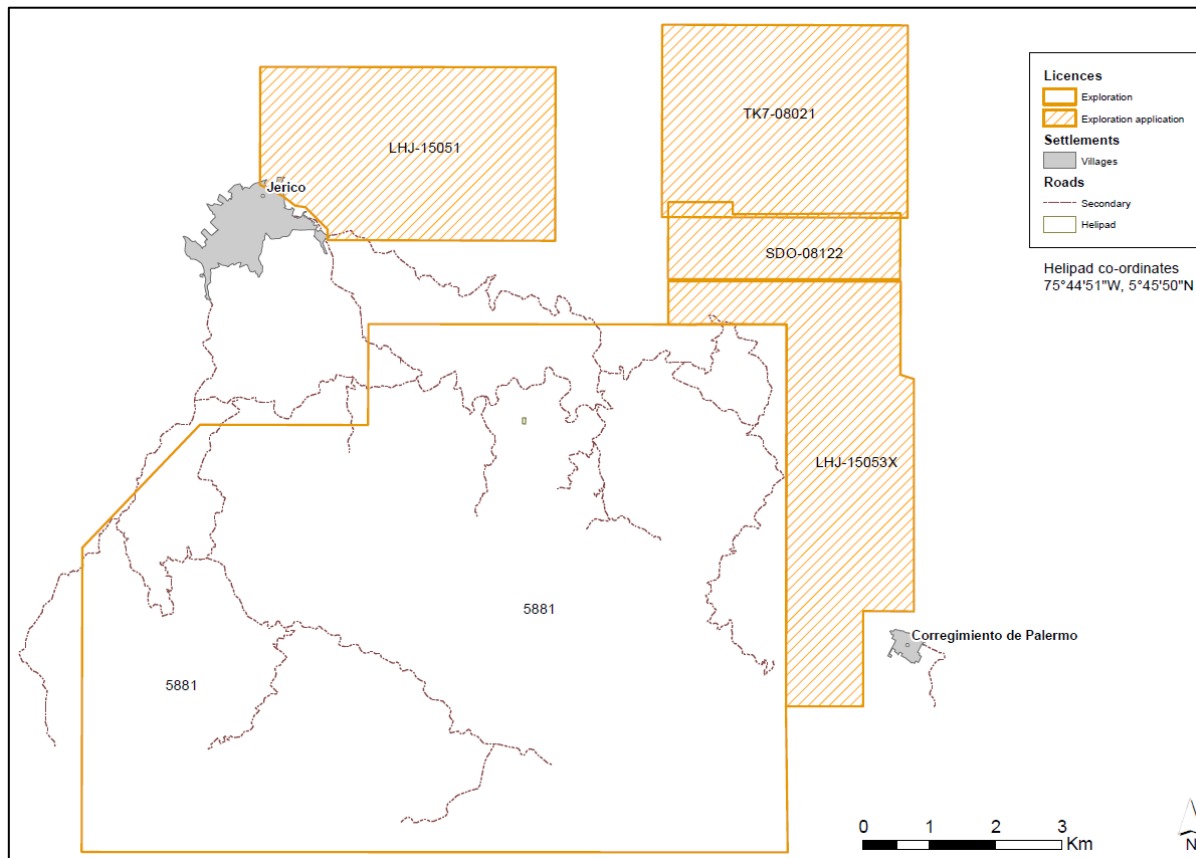 TK7-08021
LHJ-15051
Jerico
SDO-08122
LHJ-15053X
5881
5881
Corregimiento de Palermo
Licences
Exploration
Exploration application
Settlements
Villages
Roads
Secondary
Helipad
Helipad co-ordinates
75°44'51"W, 5°45'50"N
0 1 2 3
Km
N